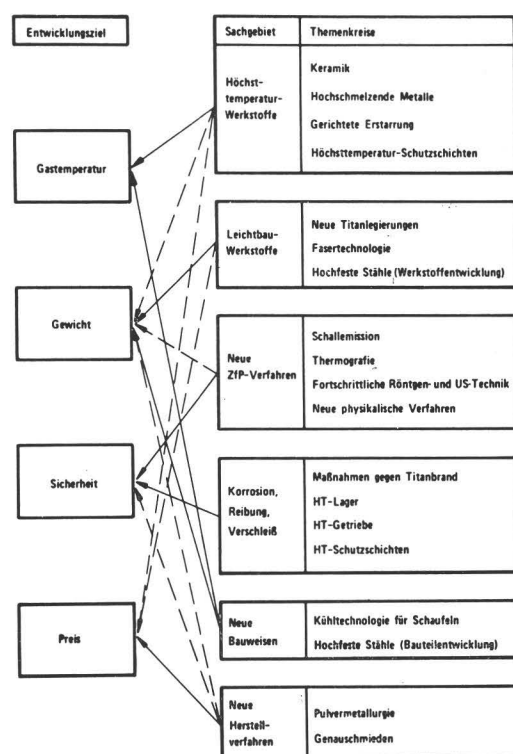 Entwicklungsziel
Sachgebiet
Themenkreise
Höchst-
temperatur-
Werkstoffe
Keramik
Hochschmelzende Metalle
Gerichtete Erstarrung
Höchsttemperatur-Schutzschichten
Gastemperatur
Leichtbau-
Werkstoffe
Neue Titanlegierungen
Fasertechnologie
Hochfeste Stähle (Werkstoffentwicklung)
Gewicht
Neue
ZfP-Verfahren
Schallemission
Thermografie
Fortschrittliche Röntgen- und US-Technik
Neue physikalische Verfahren
Sicherheit
Korrosion,
Reibung,
Verschleiß
Maßnahmen gegen Titanbrand
HT-Lager
HT-Getriebe
HT-Schutzschichten
Preis
Neue
Bauweisen
Kühltechnologie für Schaufeln
Hochfeste Stähle (Bauteilentwicklung)
Neue
Herstell-
verfahren
Pulvermetallurgie
Genauschmieden